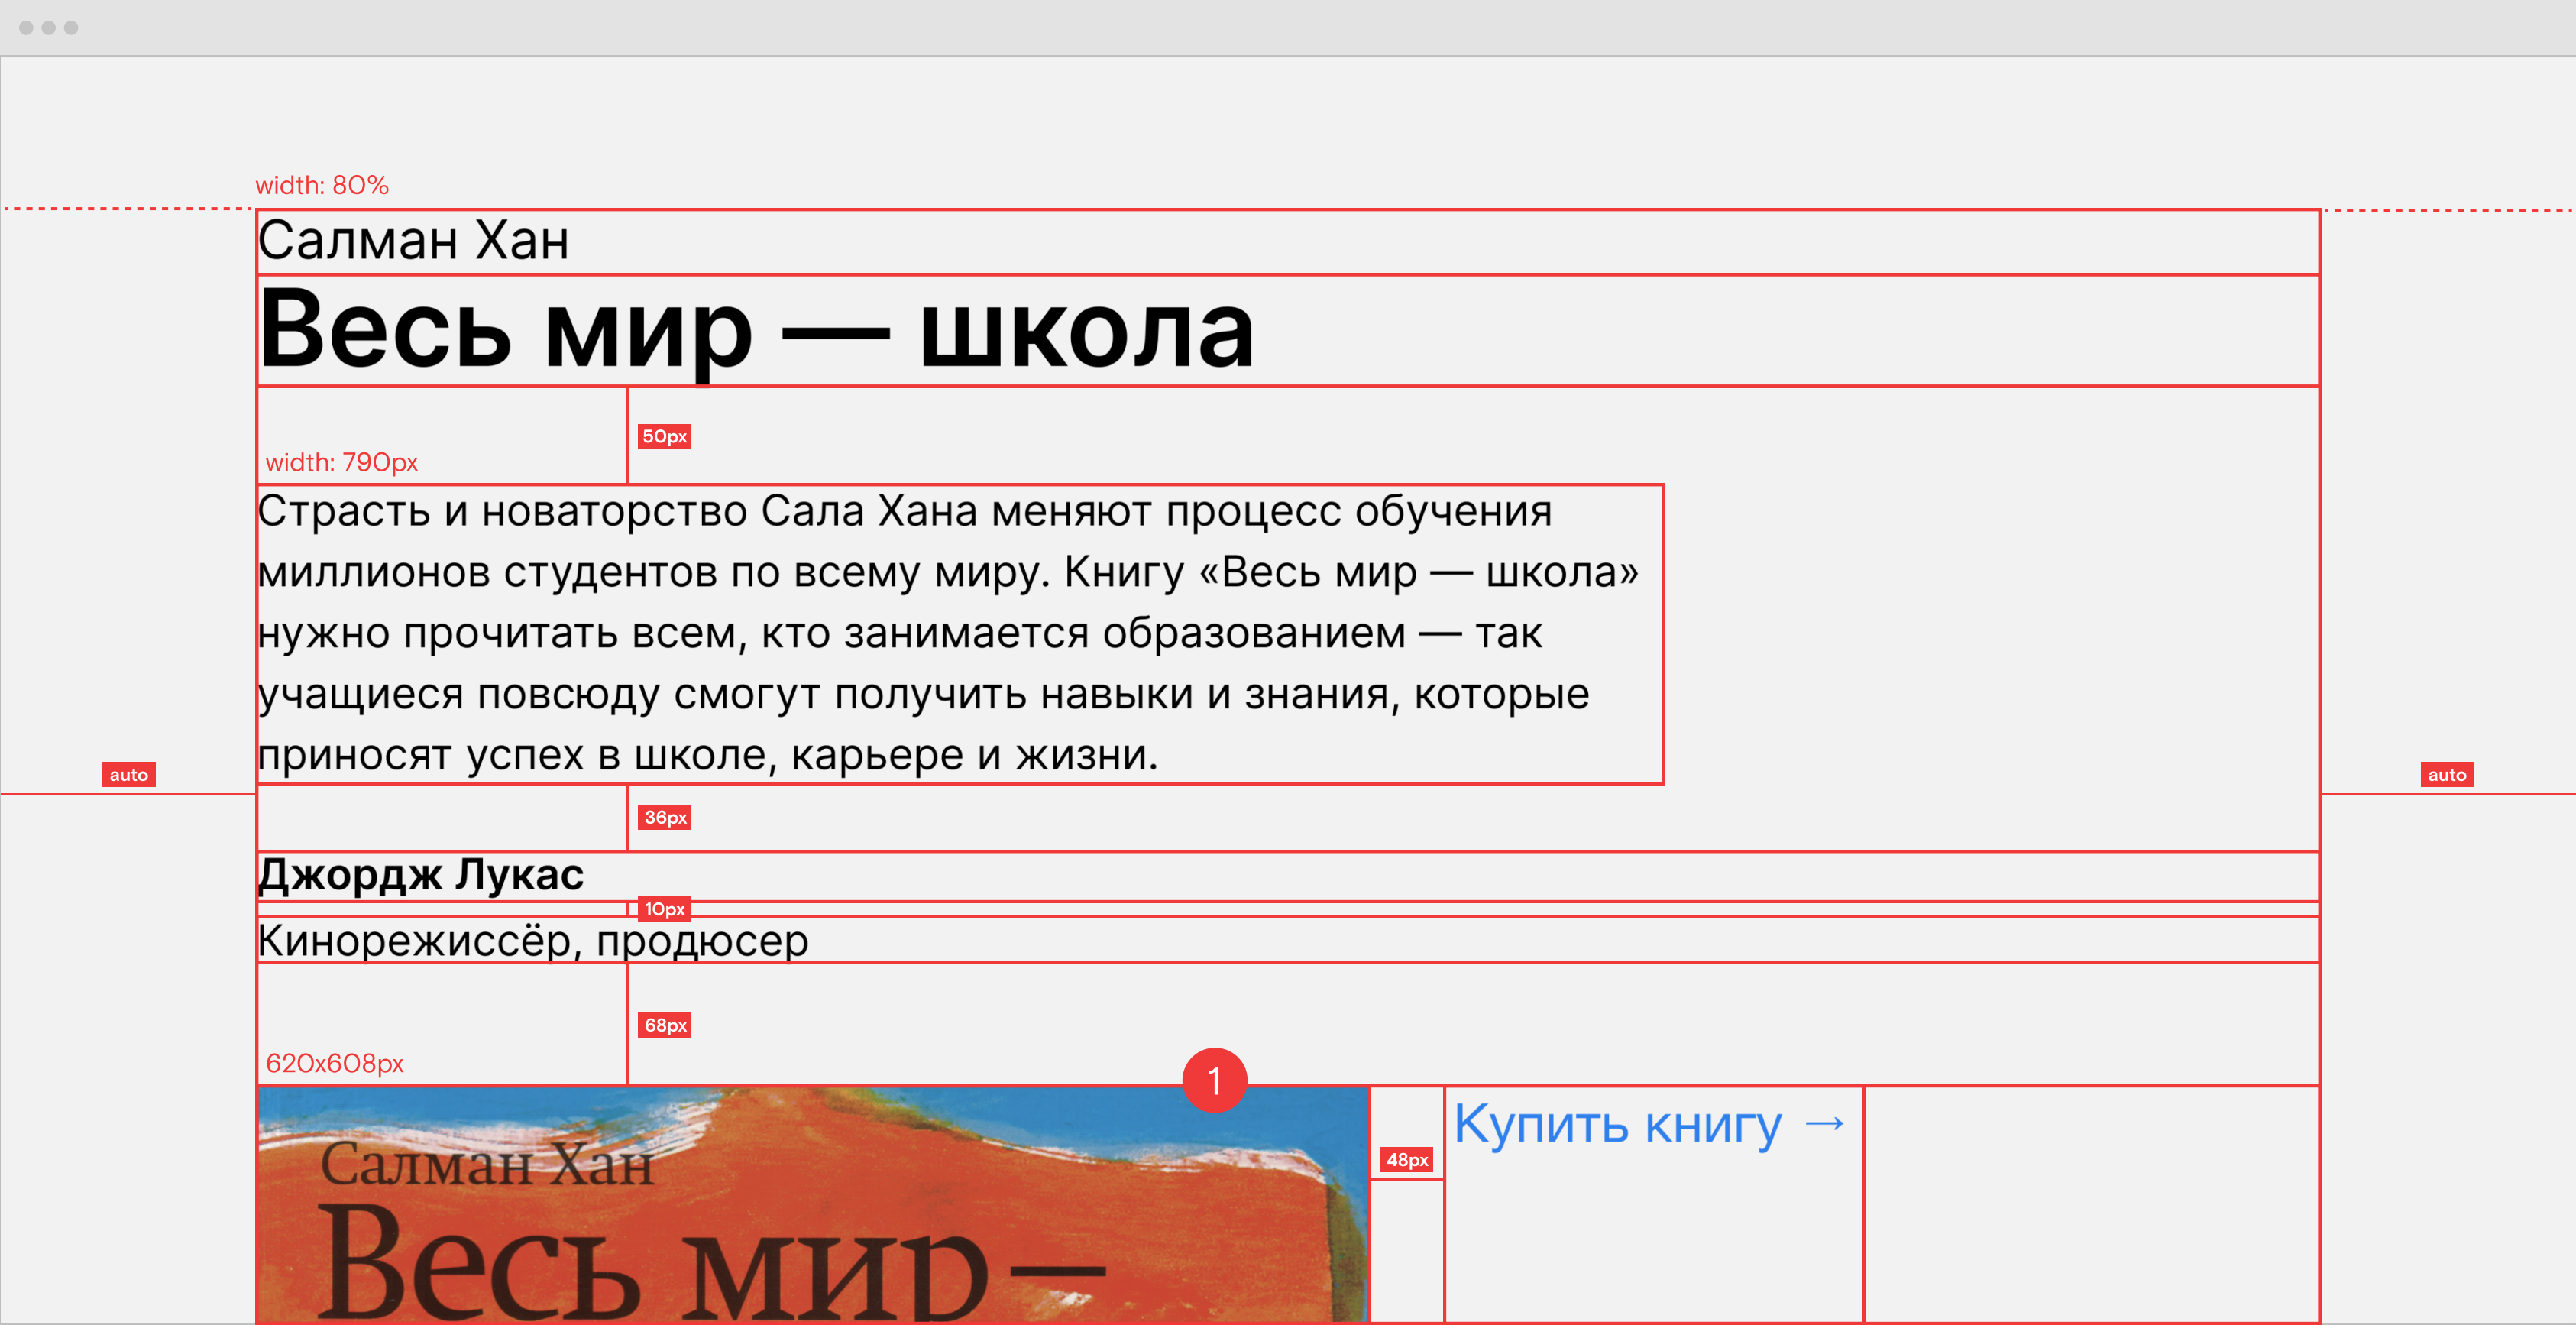 width: 80%
Салман Хан
Весь мир — школа
50px
width: 790px
Страсть и новаторство Сала Хана меняют процесс обучения
миллионов студентов по всему миру. Книгу «Весь мир — школа»
нужно прочитать всем, кто занимается образованием — так
учащиеся повсюду смогут получить навыки и знания, которые
приносят успех в школе, карьере и жизни.
auto
auto
36px
Джордж Лукас
10px
Кинорежиссёр, продюсер
68px
620x608px
1
Купить книгу →
48px
Салман Хан
Весь мир —